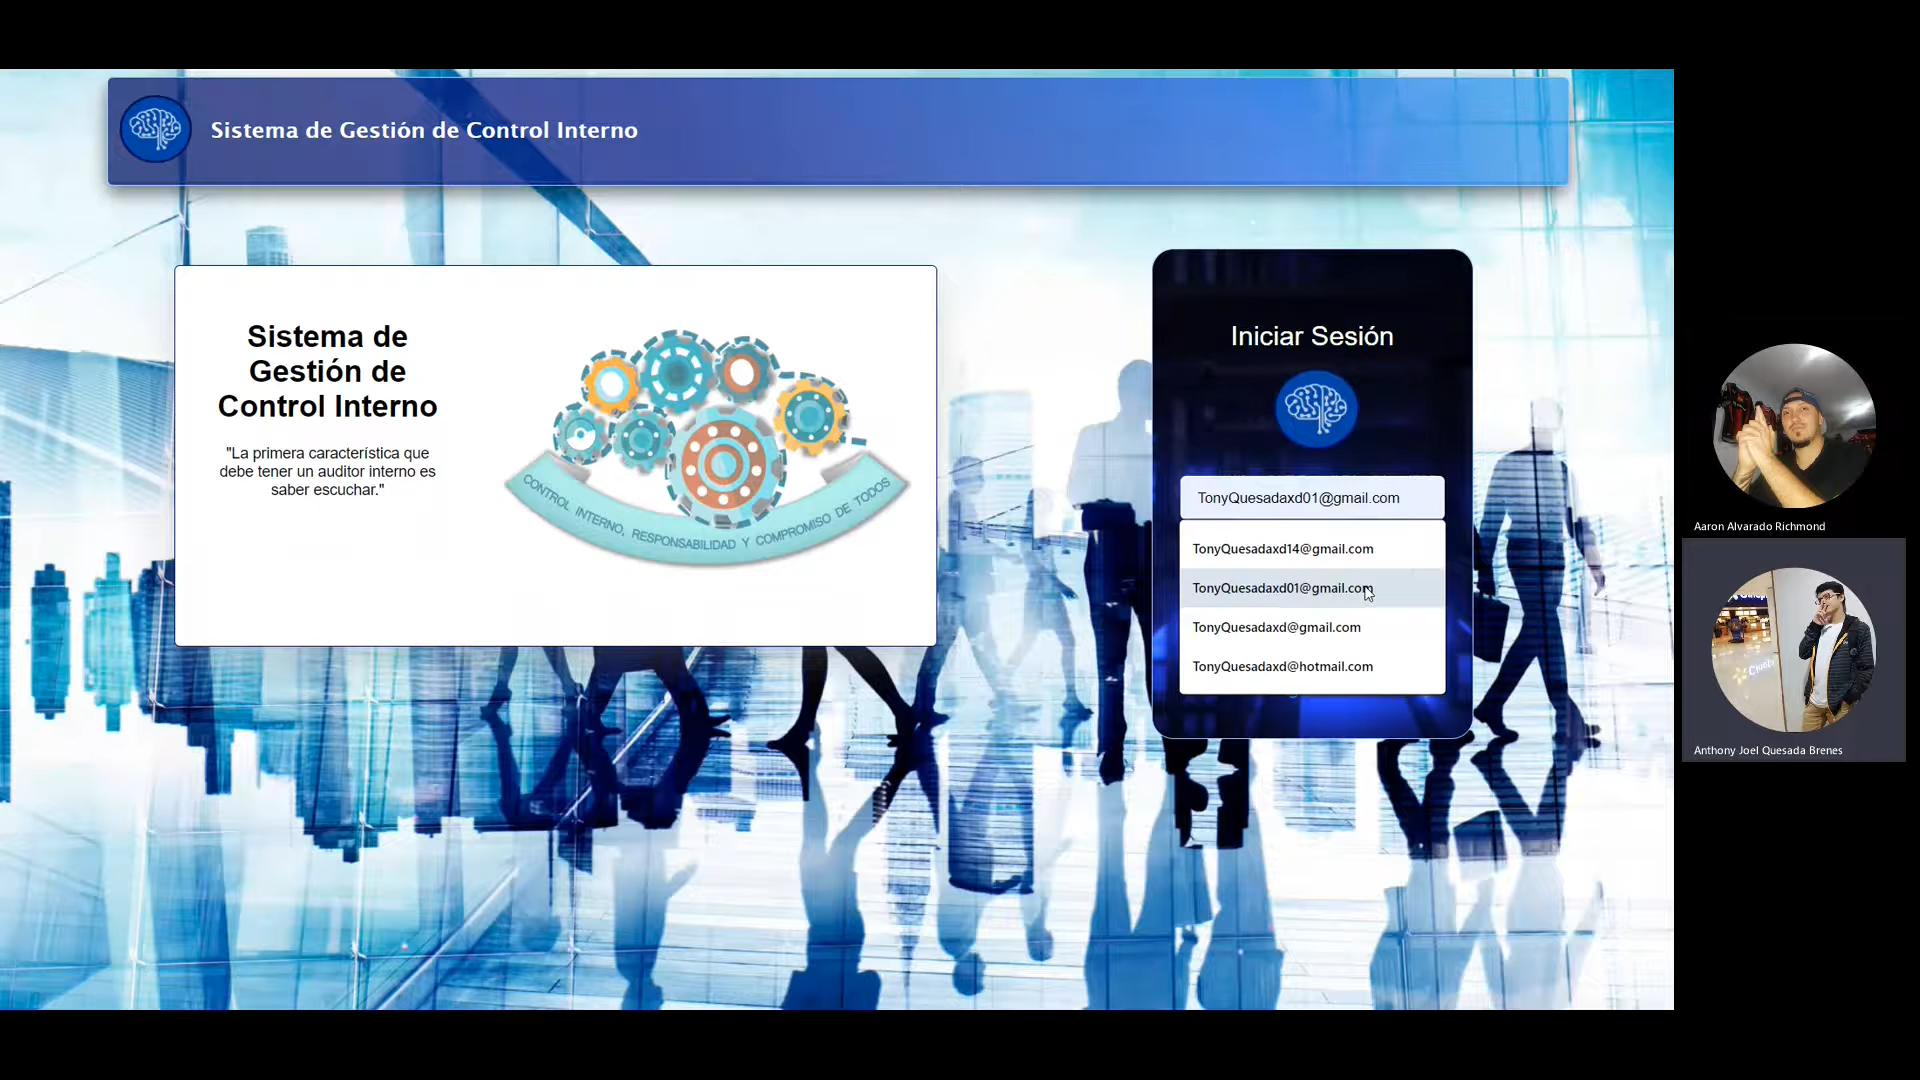 Sistema de Gestión de Control Interno
Sistema de
Gestión de
Control Interno
"La primera característica que
debe tener un auditor interno es
saber escuchar."
CONTROL INTERNO, RESPONSABILIDAD Y COMPROMISO DE TODOS
Iniciar Sesión
TonyQuesadaxd01@gmail.com
TonyQuesadaxd14@gmail.com
TonyQuesadaxd01@gmail.com
TonyQuesadaxd@gmail.com
TonyQuesadaxd@hotmail.com
Aaron Alvarado Richmond
Anthony Joel Quesada Brenes